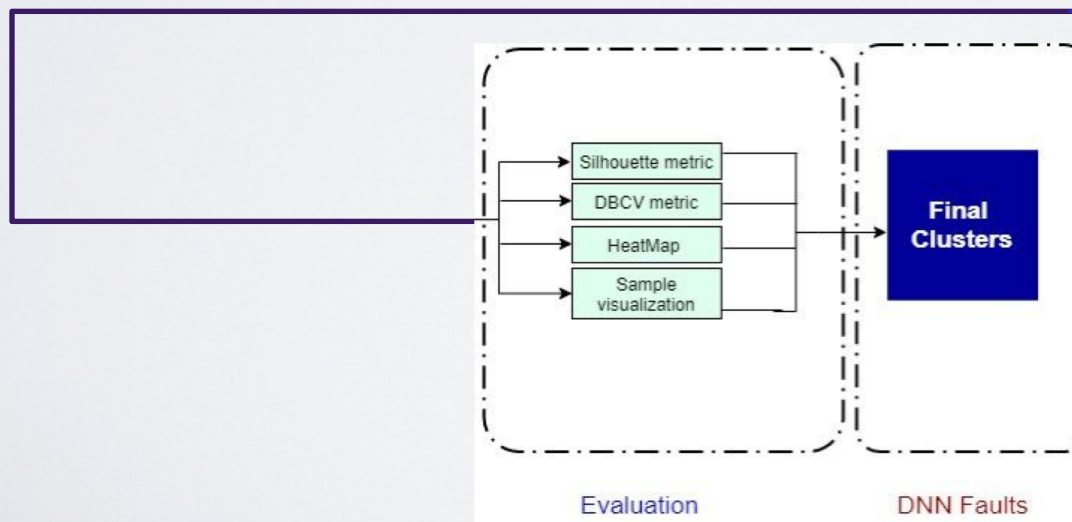 Silhouette metric
DBCV metric
HeatMap
Sample
visualization
Final
Clusters
Evaluation
DNN Faults